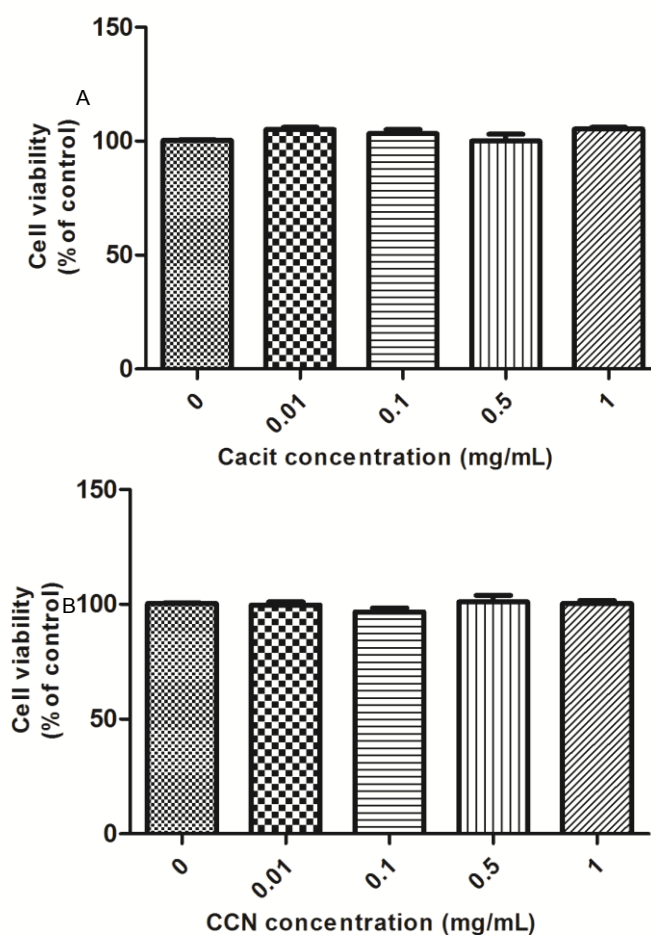 150
A
100
50
0
Cell viability
(% of control)
0
0.01
0.1
0.5
1
Cacit concentration (mg/mL)
150
B
100
50
0
Cell viability
(% of control)
0
0.01
0.1
0.5
1
CCN concentration (mg/mL)